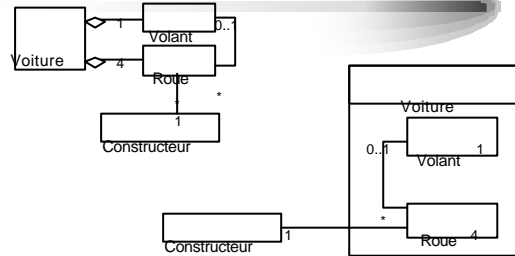 1
0..1
Volant
Voiture
4
Roue
*
*
1
Constructeur
Voiture
0..1
1
Volant
*
Constructeur
1
Roue
4